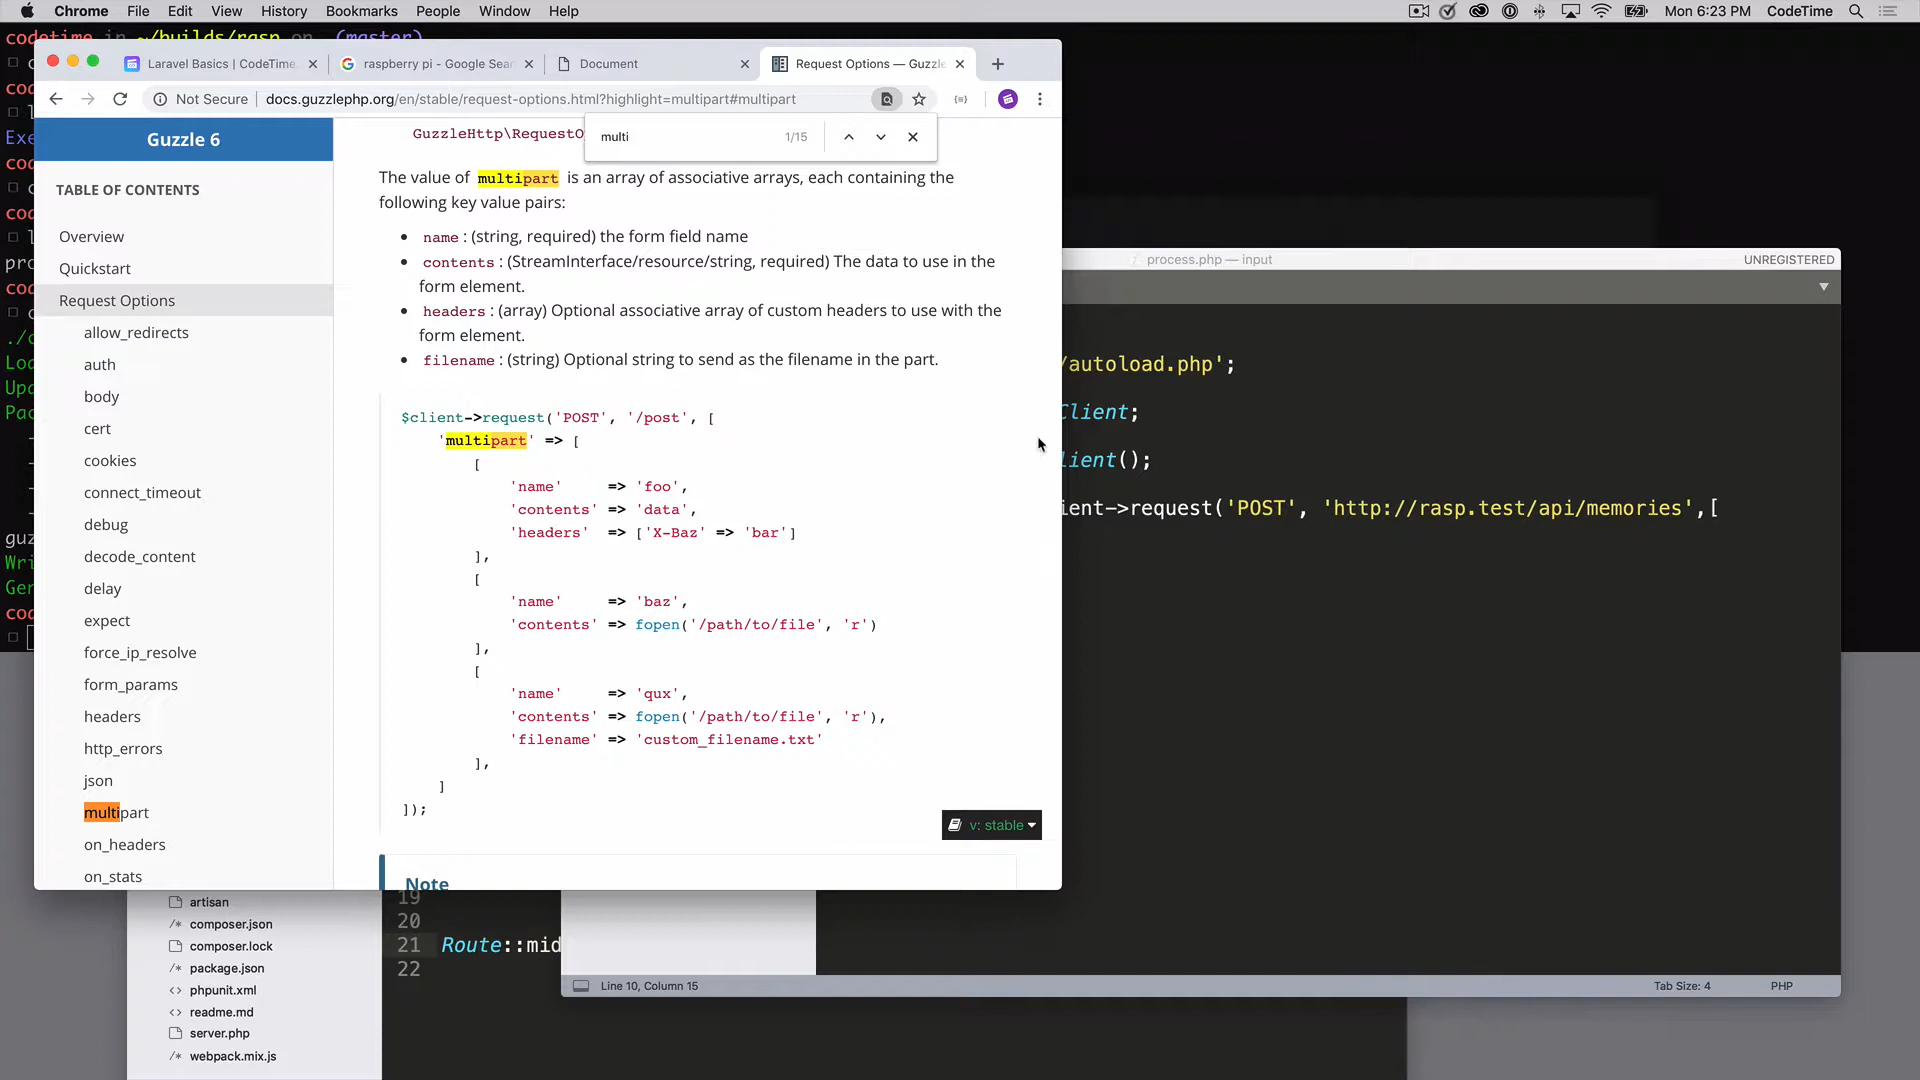 Chrome File Edit View History Bookmarks People Window Help Mon 6:23 PM CodeTime
codetime in ~/builds/rasp on (master)
Laravel Basics | CodeTime raspberry pi - Google Sear Document Request Options — Guzzle
Not Secure docs.guzzlephp.org/en/stable/request-options.html?highlight=multipart#multipart
multi 1/15
Guzzle 6
TABLE OF CONTENTS
Overview
Quickstart
Request Options
allow_redirects
auth
body
cert
cookies
connect_timeout
debug
decode_content
delay
expect
force_ip_resolve
form_params
headers
http_errors
json
multipart
on_headers
on_stats
GuzzleHttp\RequestO
The value of multipart is an array of associative arrays, each containing the
following key value pairs:
name : (string, required) the form field name
contents : (StreamInterface/resource/string, required) The data to use in the
form element.
headers : (array) Optional associative array of custom headers to use with the
form element.
filename : (string) Optional string to send as the filename in the part.
$client->request('POST', '/post', [
'multipart' => [
[
'name' => 'foo',
'contents' => 'data',
'headers' => ['X-Baz' => 'bar']
],
[
'name' => 'baz',
'contents' => fopen('/path/to/file', 'r')
],
[
'name' => 'qux',
'contents' => fopen('/path/to/file', 'r'),
'filename' => 'custom_filename.txt'
],
]
]);
v: stable
Note
process.php — input UNREGISTERED
/autoload.php';
Client;
lient();
ient->request('POST', 'http://rasp.test/api/memories',[
Line 10, Column 15 Tab Size: 4 PHP
artisan
composer.json
composer.lock
package.json
phpunit.xml
readme.md
server.php
webpack.mix.js
19
20
21 Route::mid
22